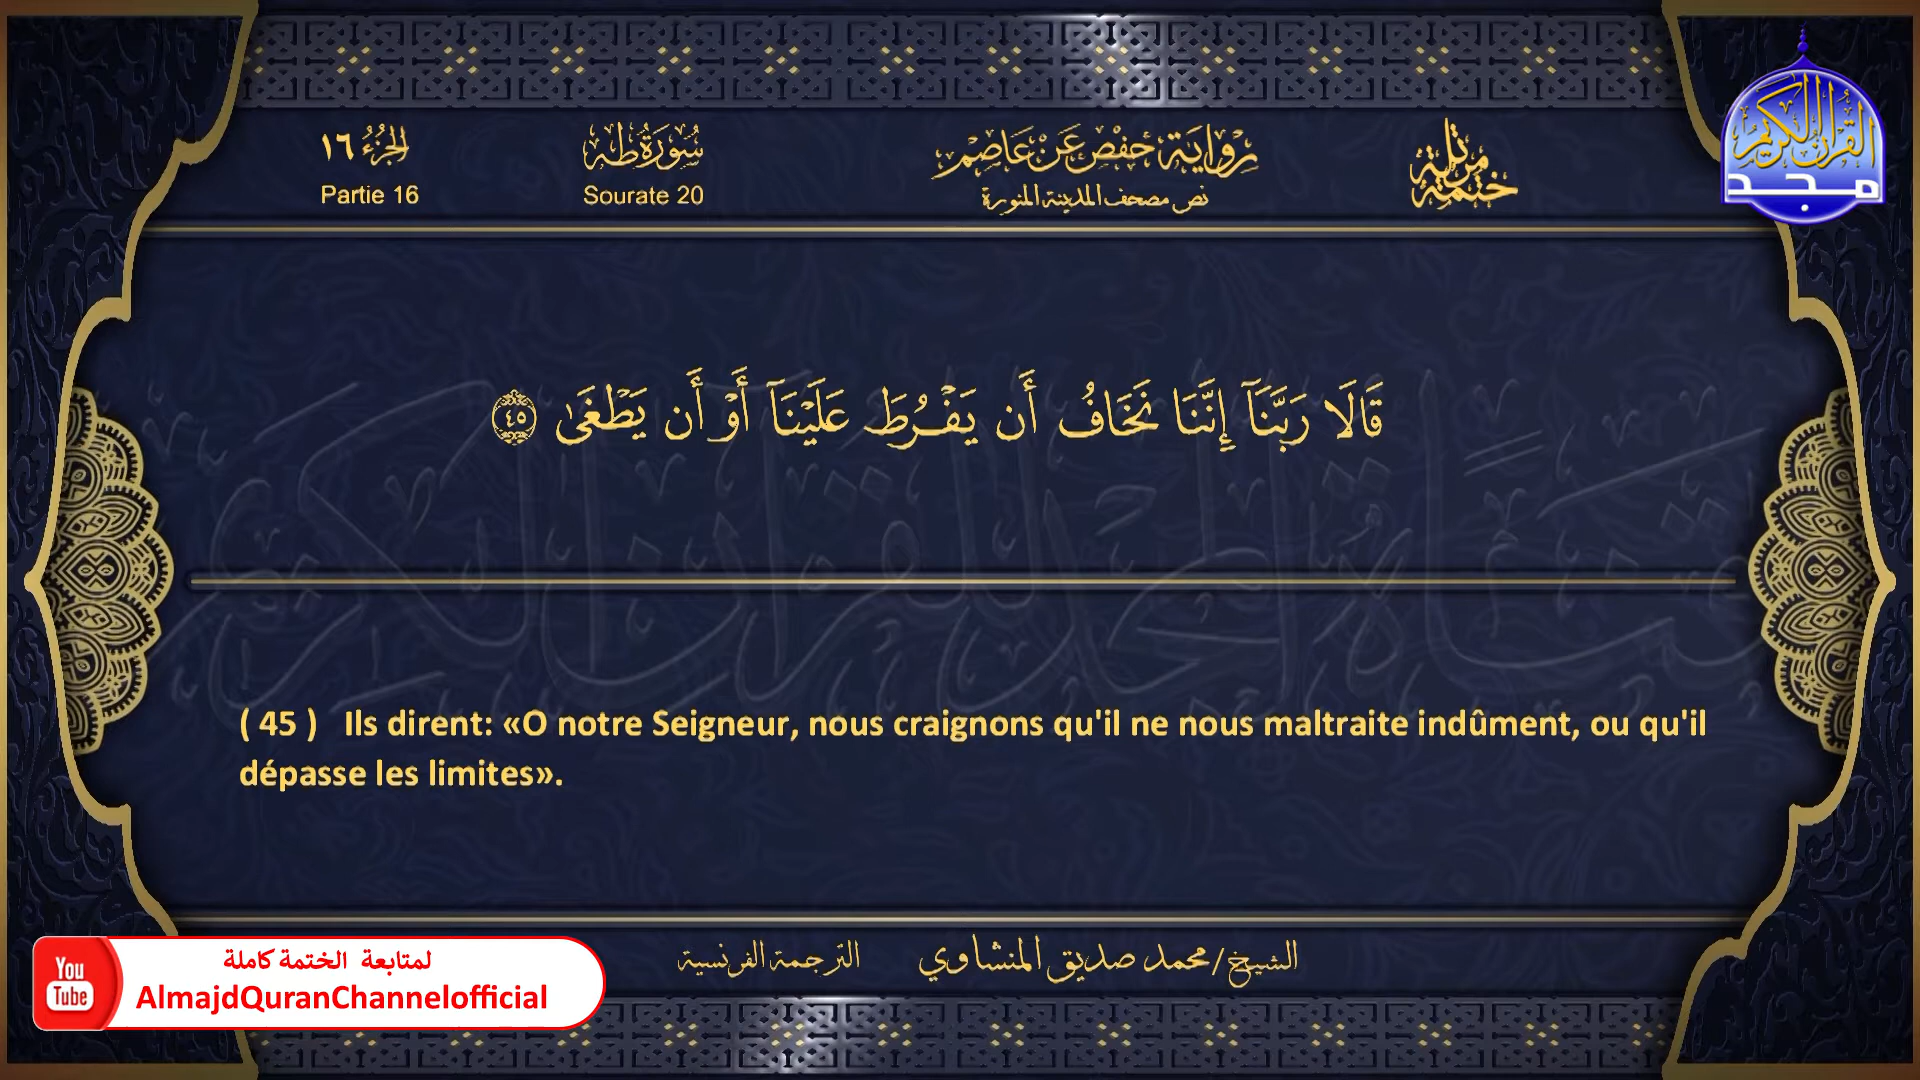 الجزء ١٦
Partie 16
سورة طه
Sourate 20
رواية حفص عن عاصم
نص مصحف المدينة المنورة
ختمة مرتلة
القرآن الكريم
مجد
قَالَا رَبَّنَآ إِنَّنَا نَخَافُ أَن يَفْرُطَ عَلَيْنَآ أَوْ أَن يَطْغَىٰ ٤٥
( 45 ) Ils dirent: «O notre Seigneur, nous craignons qu'il ne nous maltraite indûment, ou qu'il
dépasse les limites».
الشيخ/محمد صديق المنشاوي
الترجمة الفرنسية
You
Tube
لمتابعة الختمة كاملة
AlmajdQuranChannelofficial